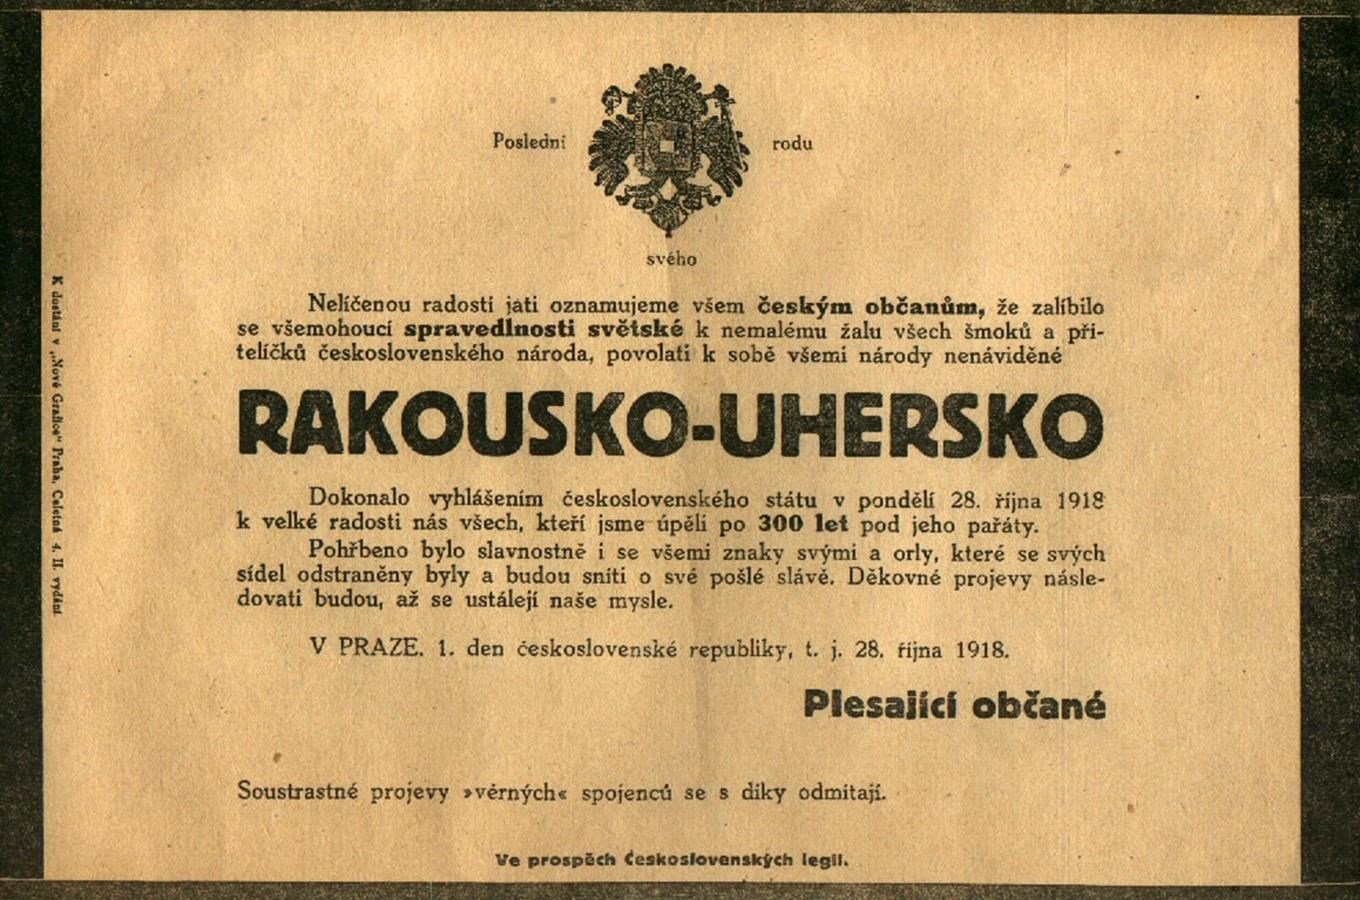 Poslední rodu
svého
Nelíčenou radostí jati oznamujeme všem českým občanům, že zalíbilo
se všemohoucí spravedlnosti světské k nemalému žalu všech šmoků a pří-
telíčků československého národa, povolati k sobě všemi národy nenáviděné
RAKOUSKO-UHERSKO
Dokonalo vyhlášením československého státu v pondělí 28. října 1918
k velké radosti nás všech, kteří jsme úpěli po 300 let pod jeho pařáty.
Pohřbeno bylo slavnostně i se všemi znaky svými a orly, které se svých
sídel odstraněny byly a budou sníti o své pošlé slávě. Děkovné projevy násle-
dovati budou, až se ustálejí naše mysle.
V PRAZE. 1. den československé republiky, t. j. 28. října 1918.
Plesající občané
Soustrastné projevy »věrných« spojenců se s díky odmítají.
Ve prospěch Československých legií.
K dostání v „Nové Grafice“ Praha, Celetná 4. II. vydání